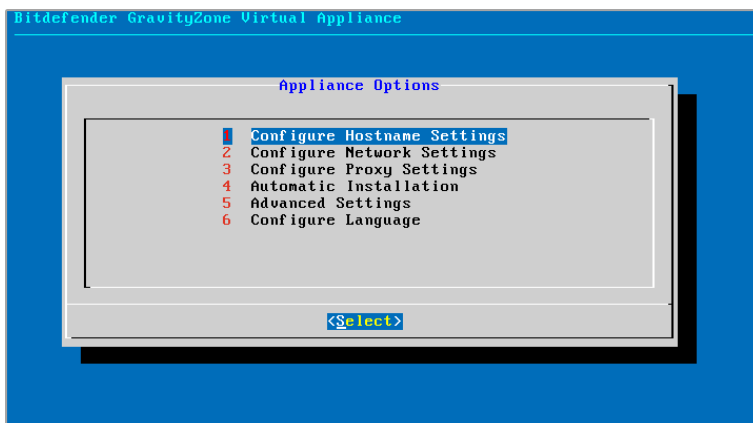 Bitdefender GravityZone Virtual Appliance
Appliance Options
1 Configure Hostname Settings
2 Configure Network Settings
3 Configure Proxy Settings
4 Automatic Installation
5 Advanced Settings
6 Configure Language
<Select>